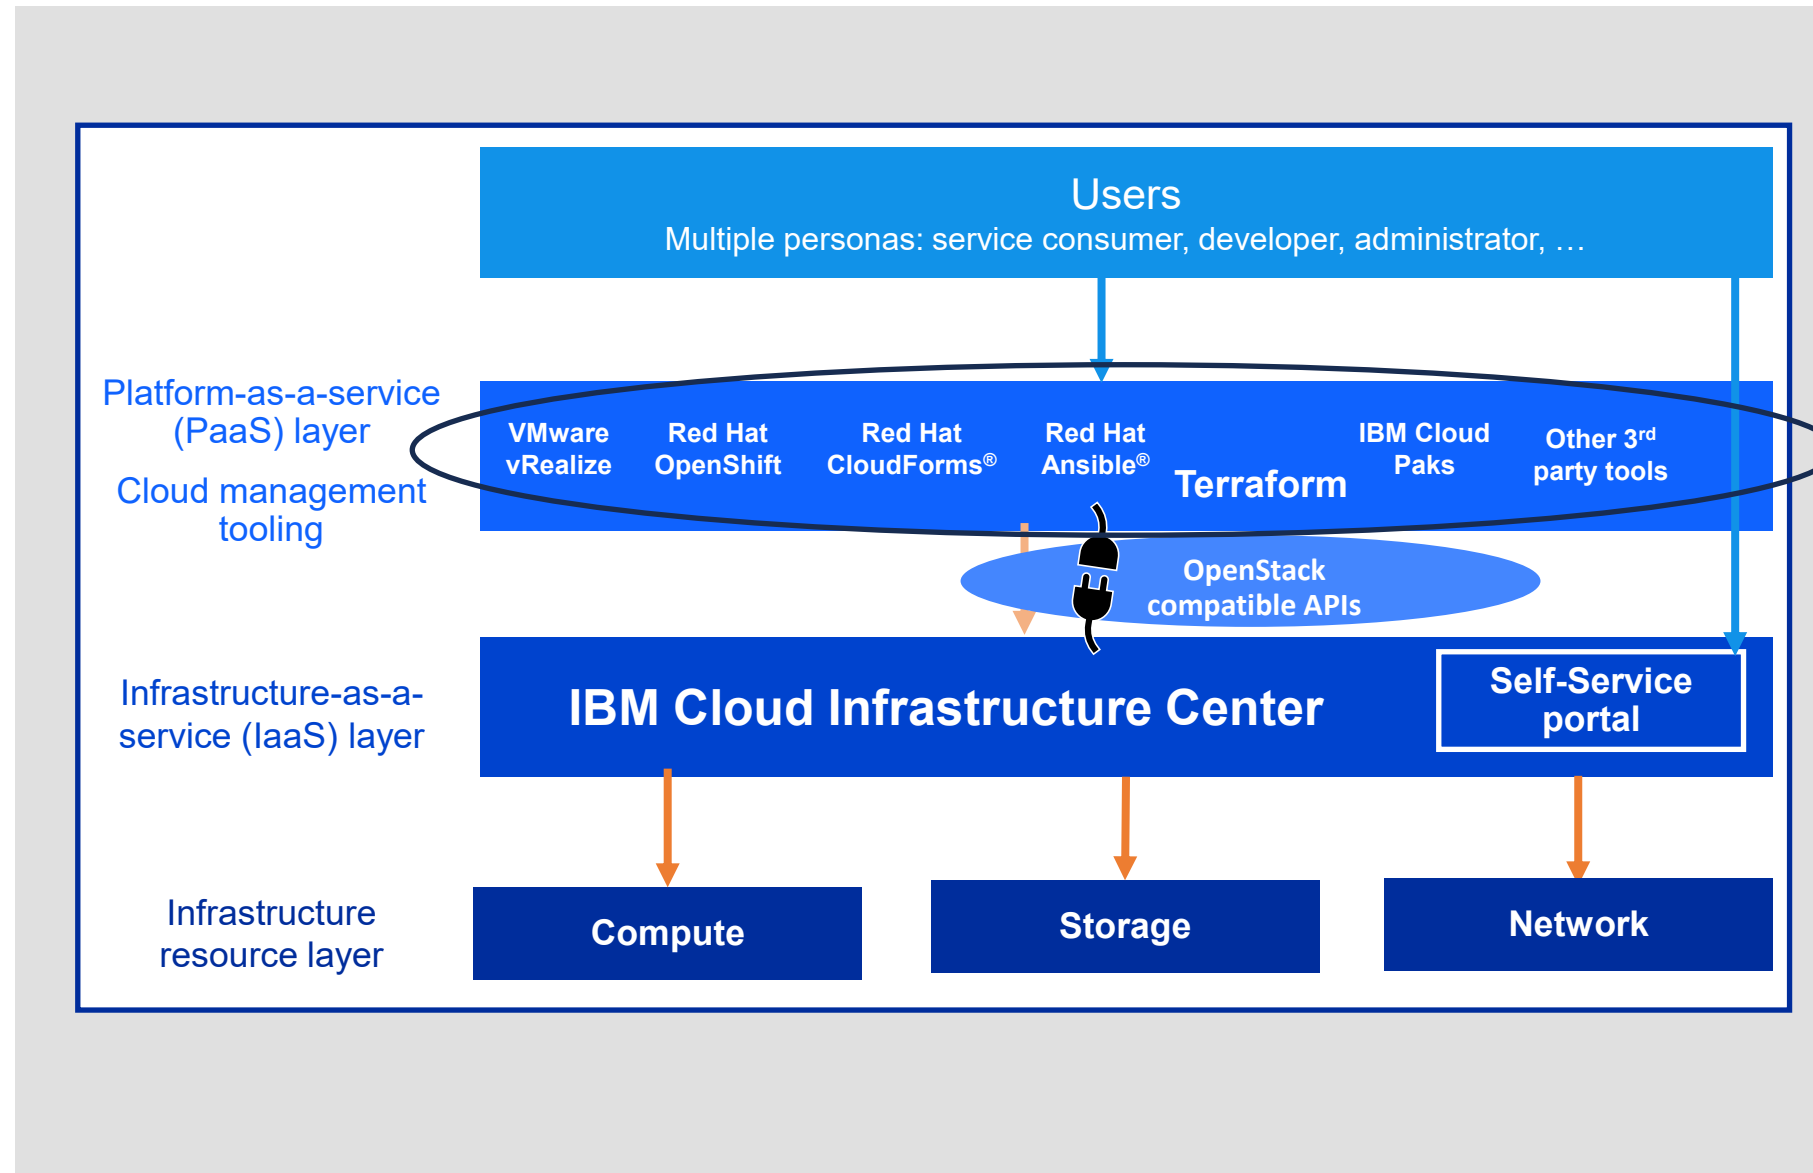 Users
Multiple personas: service consumer, developer, administrator, …
Platform-as-a-service
(PaaS) layer
Cloud management
tooling
VMware
vRealize
Red Hat
OpenShift
Red Hat
CloudForms®
Red Hat
Ansible®
Terraform
IBM Cloud
Paks
Other 3rd
party tools
OpenStack
compatible APIs
Infrastructure-as-a-
service (IaaS) layer
IBM Cloud Infrastructure Center
Self-Service
portal
Infrastructure
resource layer
Compute
Storage
Network